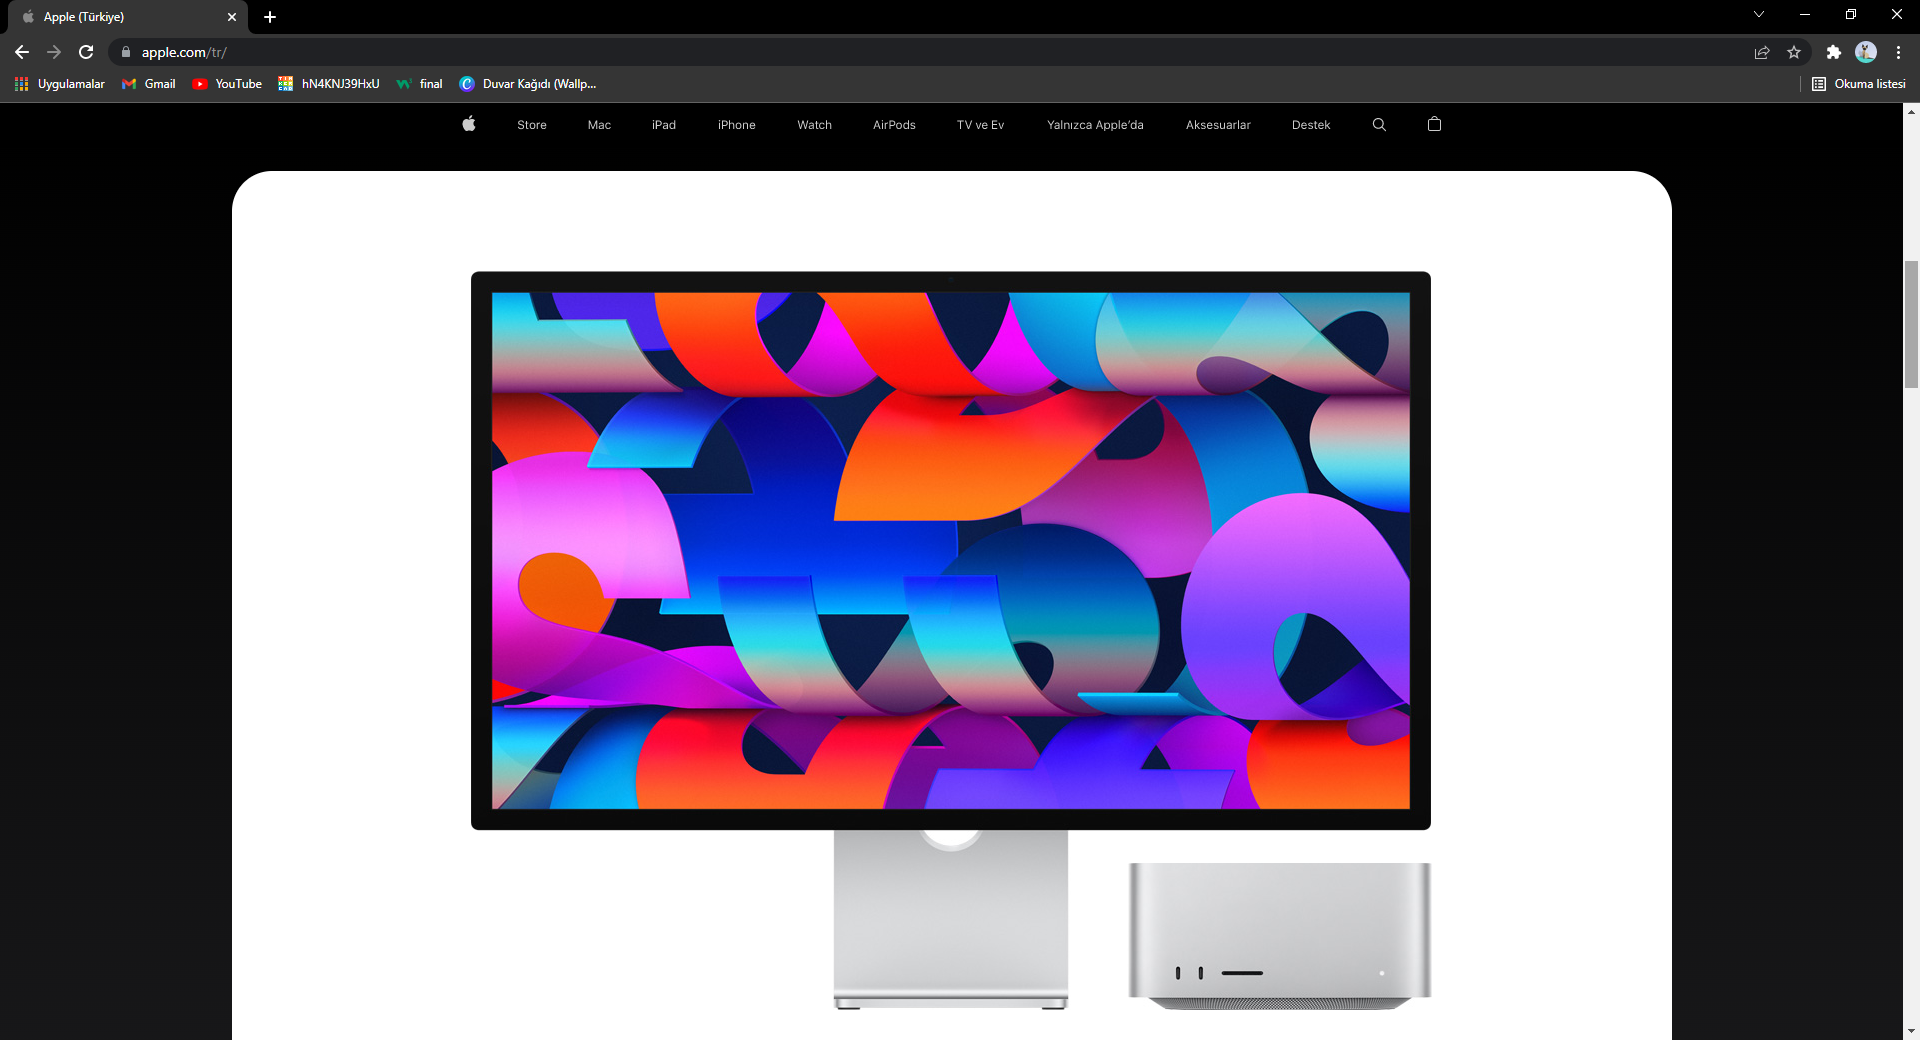 Apple (Türkiye)
apple.com/tr/
Uygulamalar Gmail YouTube hN4KNJ39HxU final Duvar Kağıdı (Wallp... Okuma listesi
Store Mac iPad iPhone Watch AirPods TV ve Ev Yalnızca Apple’da Aksesuarlar Destek